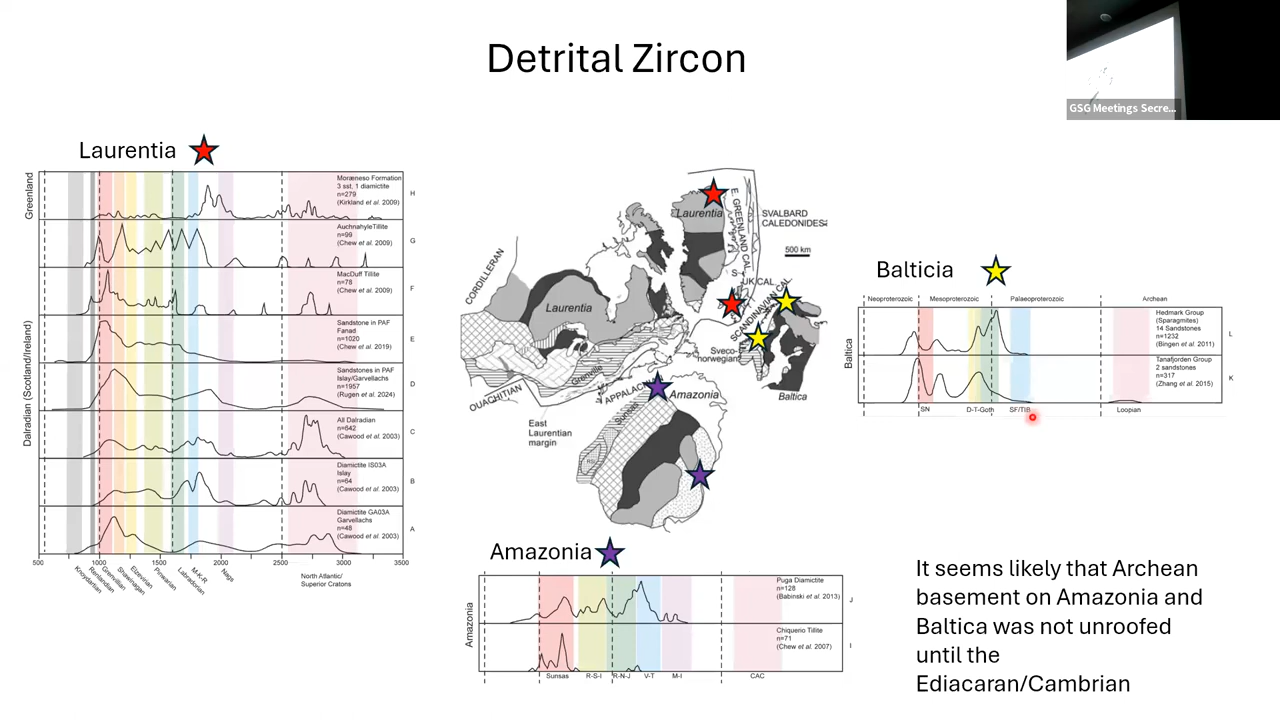 Detrital Zircon
GSG Meetings Secre...
Laurentia
Greenland
Dalradian (Scotland/Ireland)
Moræneso Formation
3 sst. 1 diamictite
n=279
(Kirkland et al. 2009)
H
AuchnahyleTillite
n=99
(Chew et al. 2009)
G
MacDuff Tillite
n=78
(Chew et al. 2009)
F
Sandstone in PAF
Fanad
n=1020
(Chew et al. 2019)
E
Sandstones in PAF
Islay/Garvellachs
n=1957
(Rugen et al. 2024)
D
All Dalradian
n=642
(Cawood et al. 2003)
C
Diamictite IS03A
Islay
n=64
(Cawood et al. 2003)
B
Diamictite GA03A
Garvellachs
n=48
(Cawood et al. 2003)
A
500 1000 1500 2000 2500 3000 3500
Knoydartian
Renlandian
Grenvillian
Shawinigan
Elzevirian
Pinwarian
Labradorian
M-K-R
Nags
North Atlantic/
Superior Cratons
Laurentia
E. GREENLAND CAL.
SVALBARD
CALEDONIDES
500 km
CORDILLERAN
Laurentia
UK CAL.
SCANDINAVIAN CAL.
Sveco-
norwegian
Grenville
OUACHITIAN
APPALACHIAN
Baltica
Sunsas
Amazonia
East
Laurentian
margin
Balticia
Neoproterozoic Mesoproterozoic Palaeoproterozoic Archean
Baltica
Hedmark Group
(Sparagmites)
14 Sandstones
n=1232
(Bingen et al. 2011)
L
Tanafjorden Group
2 sandstones
n=317
(Zhang et al. 2015)
K
SN D-T-Goth SF/TIB Loopian
Amazonia
Amazonia
Puga Diamictite
n=128
(Babinski et al. 2013)
J
Chiquerio Tillite
n=71
(Chew et al. 2007)
I
Sunsas R-S-I R-N-J V-T M-I CAC
It seems likely that Archean
basement on Amazonia and
Baltica was not unroofed
until the
Ediacaran/Cambrian